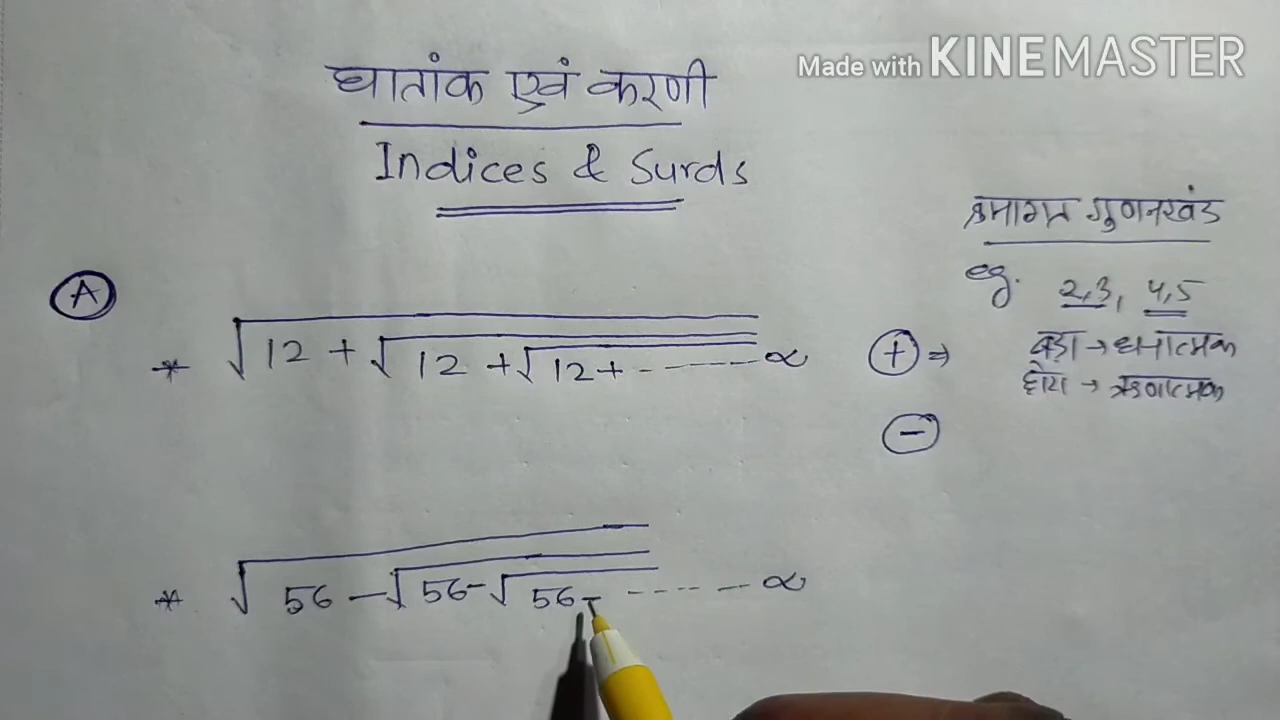 Made with KINEMASTER
घातांक एवं करणी
Indices & Surds
क्रमागत गुणनखंड
eg. 2,3, 4,5
बड़ा → धनात्मक
छोटा → ऋणात्मक
A
* √12 + √12 + √12 + ------ ∝
+ ⇒
−
* √56 − √56 − √56 − ------ ∝